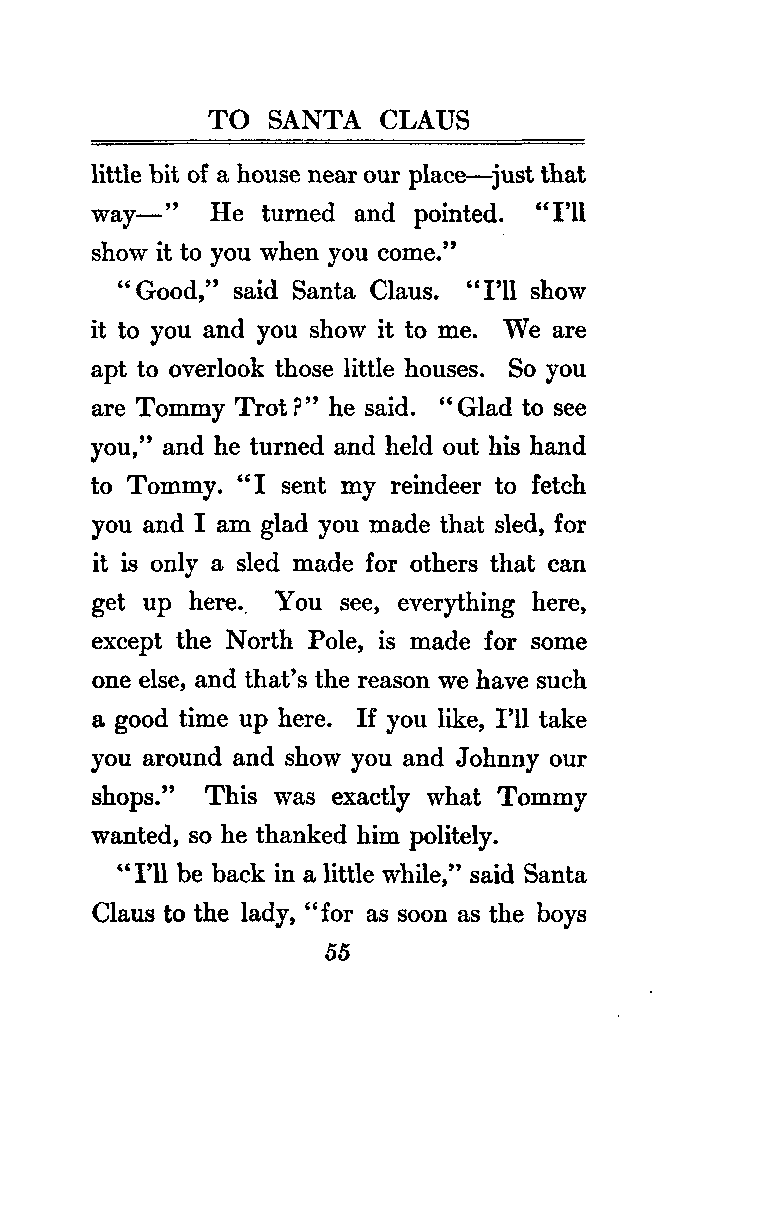 TO SANTA CLAUS
little bit of a house near our place—just that
way—” He turned and pointed. “I’ll
show it to you when you come.”
“Good,” said Santa Claus. “I’ll show
it to you and you show it to me. We are
apt to overlook those little houses. So you
are Tommy Trot?” he said. “Glad to see
you,” and he turned and held out his hand
to Tommy. “I sent my reindeer to fetch
you and I am glad you made that sled, for
it is only a sled made for others that can
get up here. You see, everything here,
except the North Pole, is made for some
one else, and that’s the reason we have such
a good time up here. If you like, I’ll take
you around and show you and Johnny our
shops.” This was exactly what Tommy
wanted, so he thanked him politely.
“I’ll be back in a little while,” said Santa
Claus to the lady, “for as soon as the boys
55